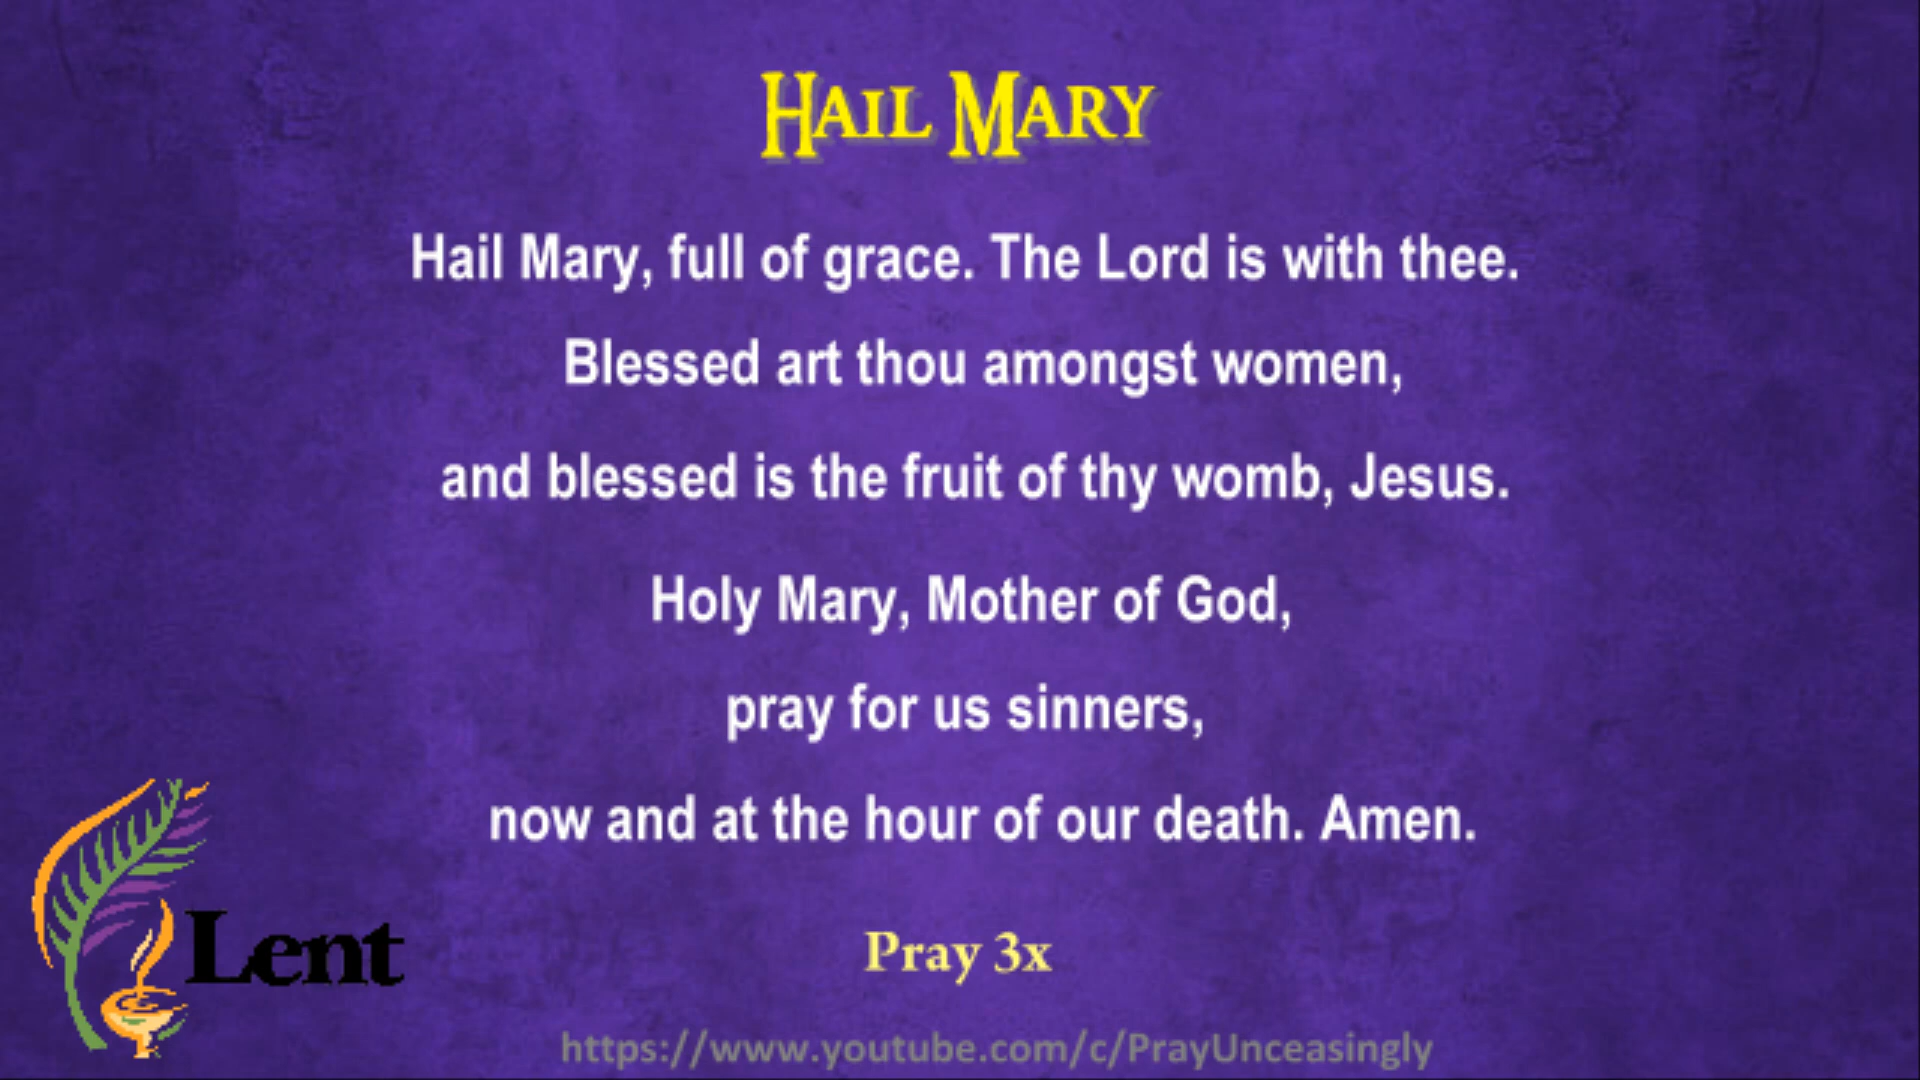 HAIL MARY
Hail Mary, full of grace. The Lord is with thee.
Blessed art thou amongst women,
and blessed is the fruit of thy womb, Jesus.
Holy Mary, Mother of God,
pray for us sinners,
now and at the hour of our death. Amen.
Lent
Pray 3x
https://www.youtube.com/c/PrayUnceasingly